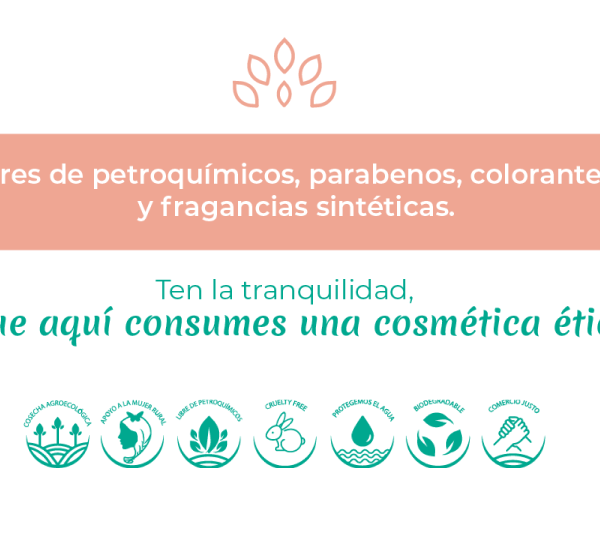 res de petroquímicos, parabenos, colorante
y fragancias sintéticas.
Ten la tranquilidad,
ue aquí consumes una cosmética éti
COSECHA AGROECOLÓGICA
APOYO A LA MUJER RURAL
LIBRE DE PETROQUÍMICOS
CRUELTY FREE
PROTEGEMOS EL AGUA
BIODEGRADABLE
COMERCIO JUSTO